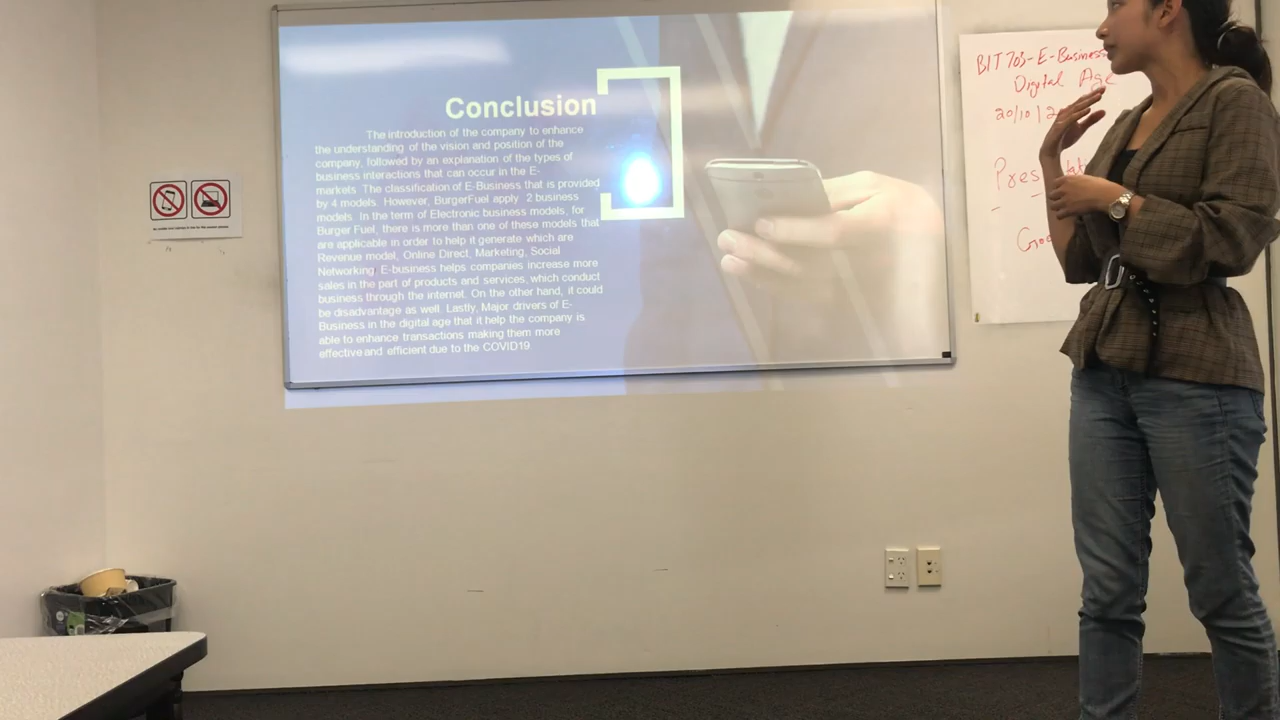 Conclusion
The introduction of the company to enhance
the understanding of the vision and position of the
company, followed by an explanation of the types of
business interactions that can occur in the E-
markets. The classification of E-Business that is provided
by 4 models. However, BurgerFuel apply 2 business
models. In the term of Electronic business models, for
Burger Fuel, there is more than one of these models that
are applicable in order to help it generate which are
Revenue model, Online Direct, Marketing, Social
Networking. E-business helps companies increase more
sales in the part of products and services, which conduct
business through the internet. On the other hand, it could
be disadvantage as well. Lastly, Major drivers of E-
Business in the digital age that it help the company is
able to enhance transactions making them more
effective and efficient due to the COVID19
BIT 703 - E-Business
Digital Age
20/10/2